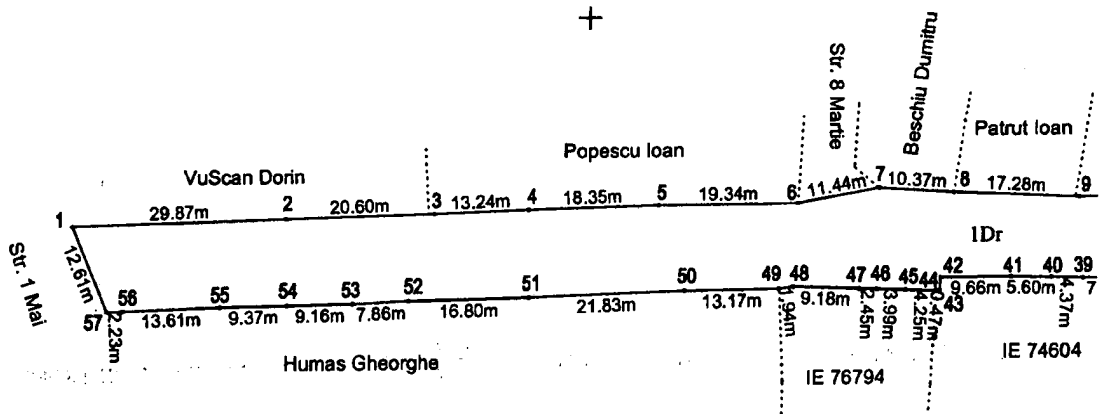 Str. 8 Martie
Beschiu Dumitru
Patrut Ioan
Popescu Ioan
VuScan Dorin
1
29.87m
2
20.60m
3
13.24m
4
18.35m
5
19.34m
6
11.44m
7
10.37m
8
17.28m
9
1Dr
Str. 1 Mai
12.61m
57
2.23m
56
13.61m
55
9.37m
54
9.16m
53
7.86m
52
16.80m
51
21.83m
50
13.17m
49
48
9.18m
47
2.45m
46
3.99m
45
4.25m
44
0.47m
43
42
9.66m
41
5.60m
40
4.37m
39
7
Humas Gheorghe
IE 76794
IE 74604